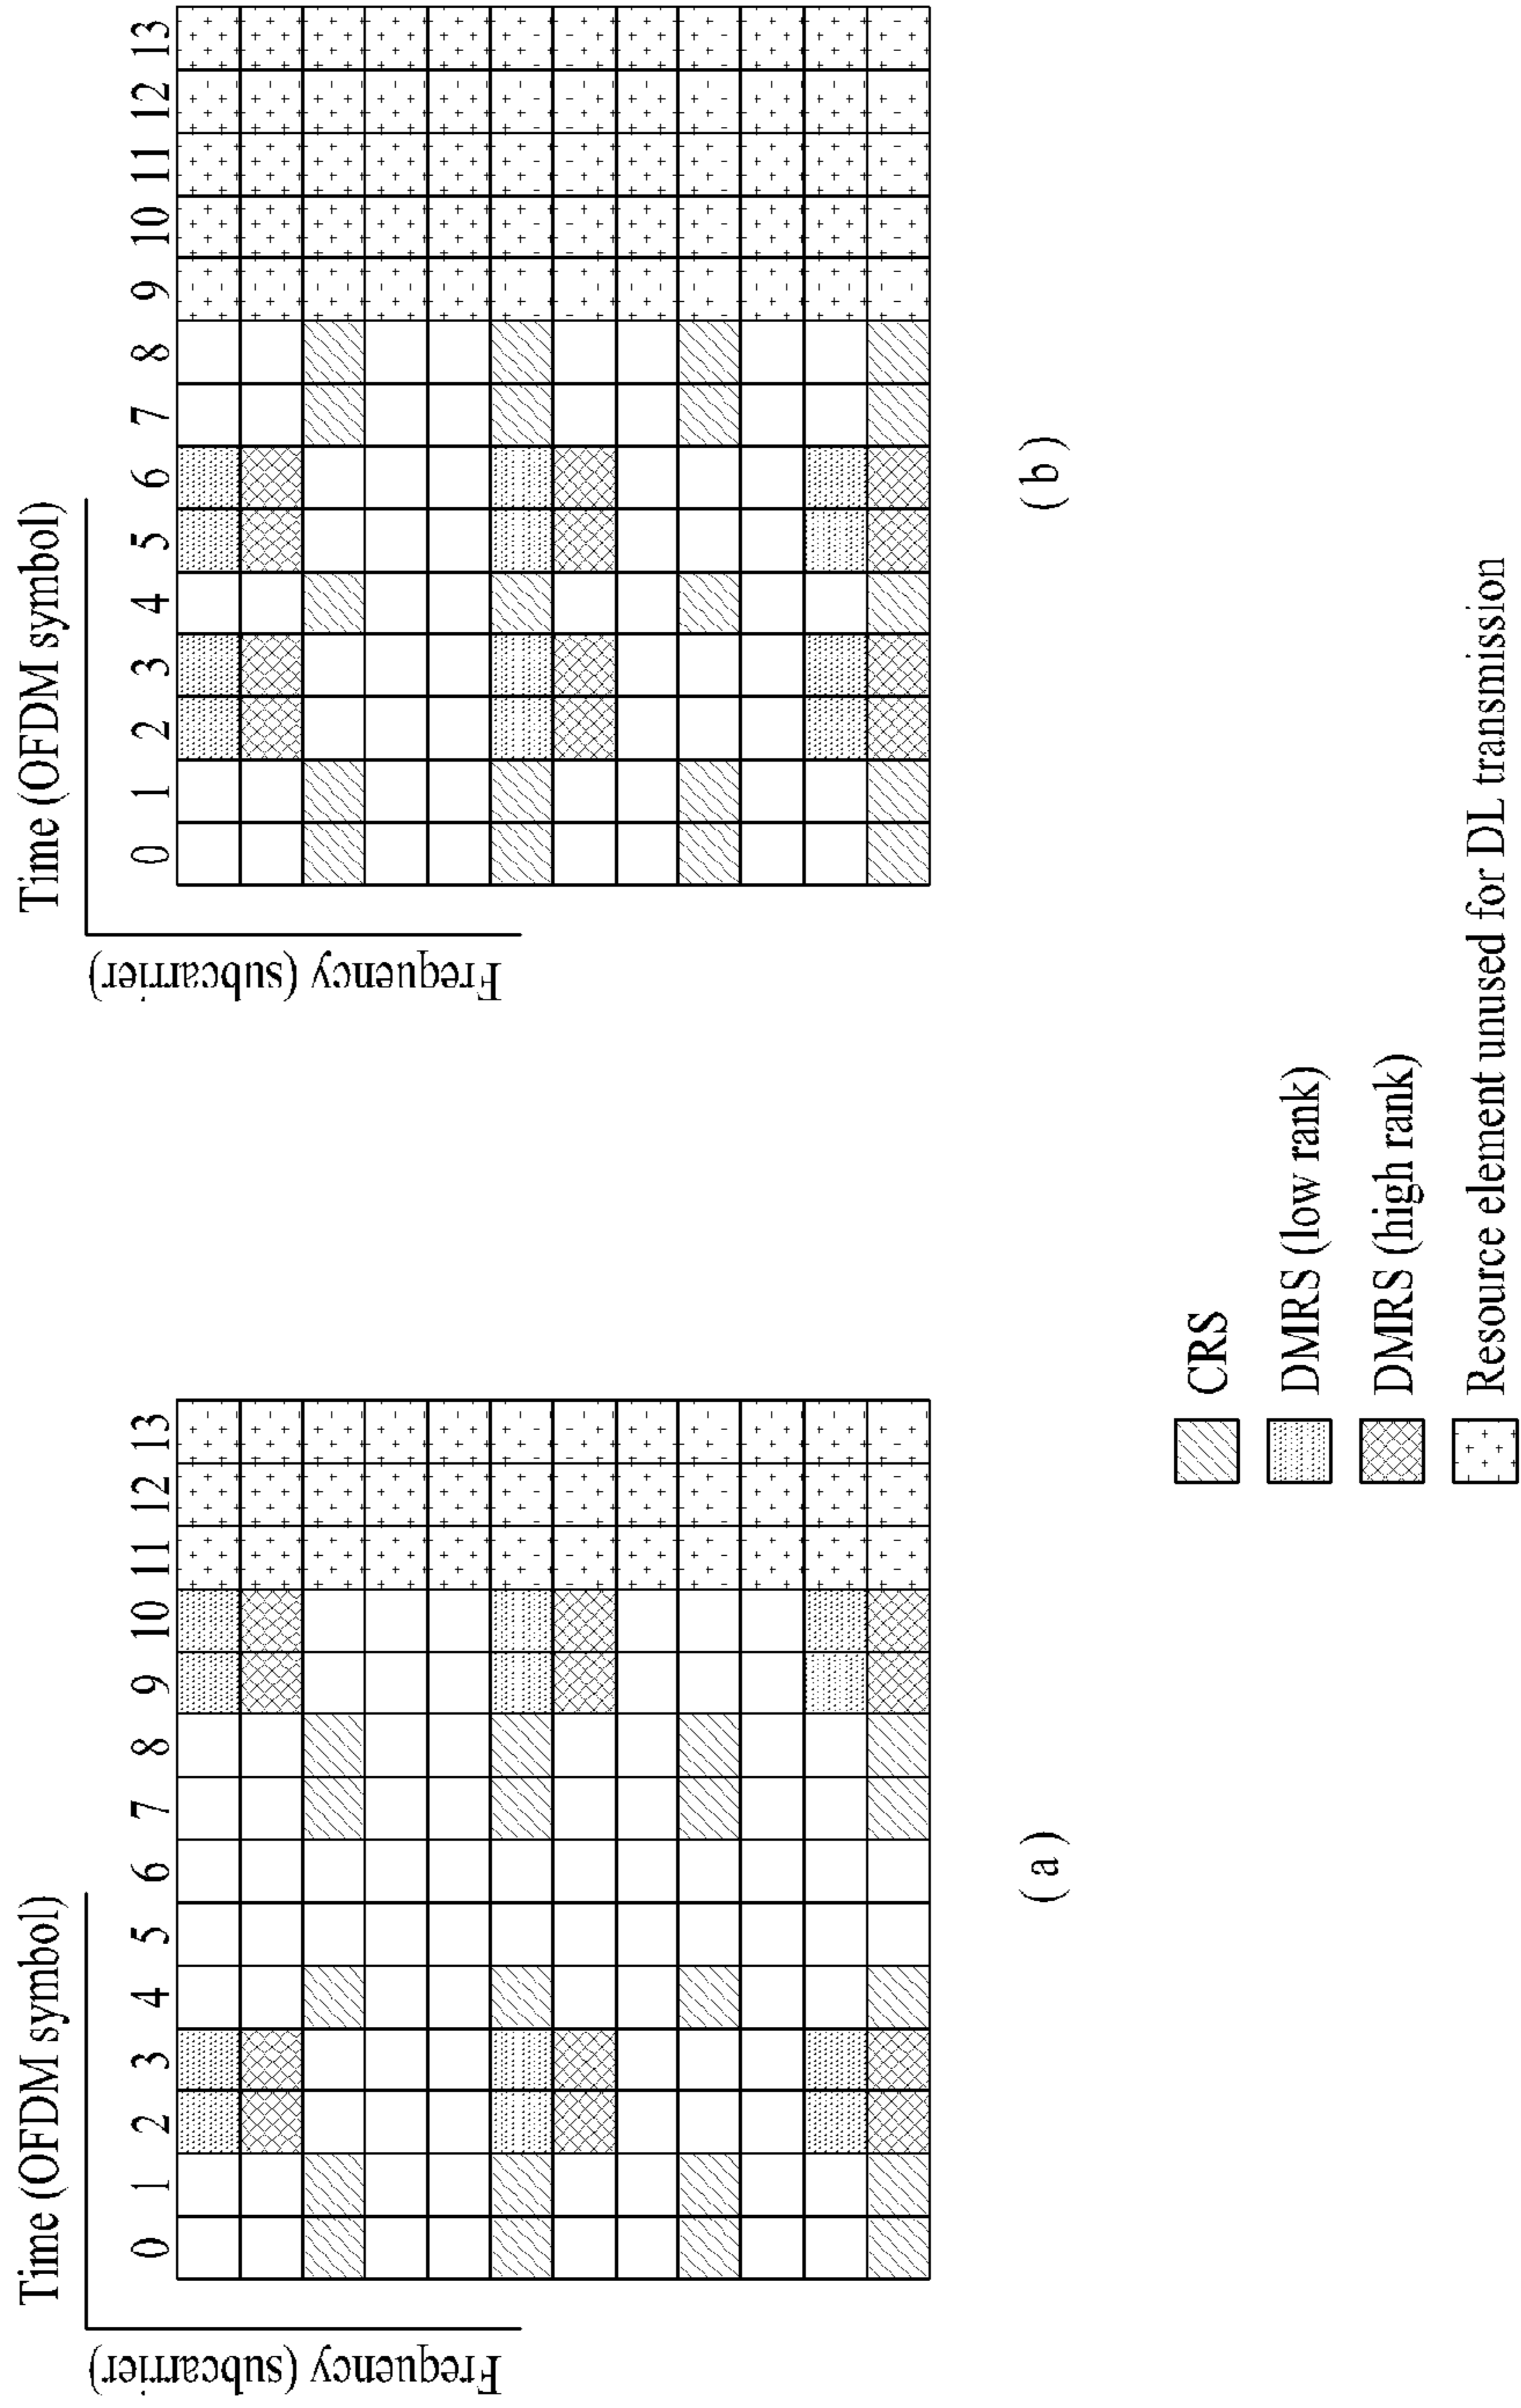 Time (OFDM symbol)
Frequency (subcarrier)
0 1 2 3 4 5 6 7 8 9 10 11 12 13
( a )
Time (OFDM symbol)
Frequency (subcarrier)
0 1 2 3 4 5 6 7 8 9 10 11 12 13
( b )
CRS
DMRS (low rank)
DMRS (high rank)
Resource element unused for DL transmission